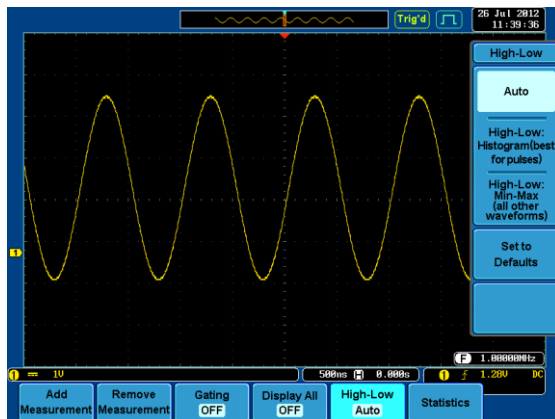 Trig'd
26 Jul 2012
11:39:36
High-Low
Auto
High-Low:
Histogram(best
for pulses)
High-Low:
Min-Max
(all other
waveforms)
Set to
Defaults
1
F 1.00000MHz
1 1V
500ns H 0.000s
1 1.28V DC
Add
Measurement
Remove
Measurement
Gating
OFF
Display All
OFF
High-Low
Auto
Statistics